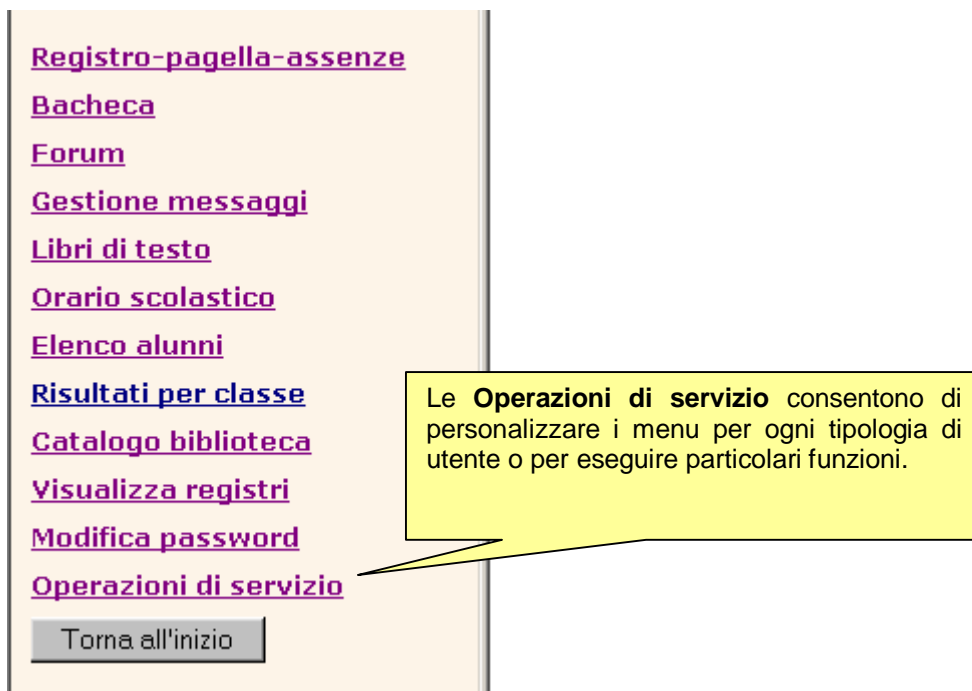 Registro-pagella-assenze
Bacheca
Forum
Gestione messaggi
Libri di testo
Orario scolastico
Elenco alunni
Risultati per classe
Catalogo biblioteca
Visualizza registri
Modifica password
Operazioni di servizio
Torna all'inizio
Le Operazioni di servizio consentono di
personalizzare i menu per ogni tipologia di
utente o per eseguire particolari funzioni.